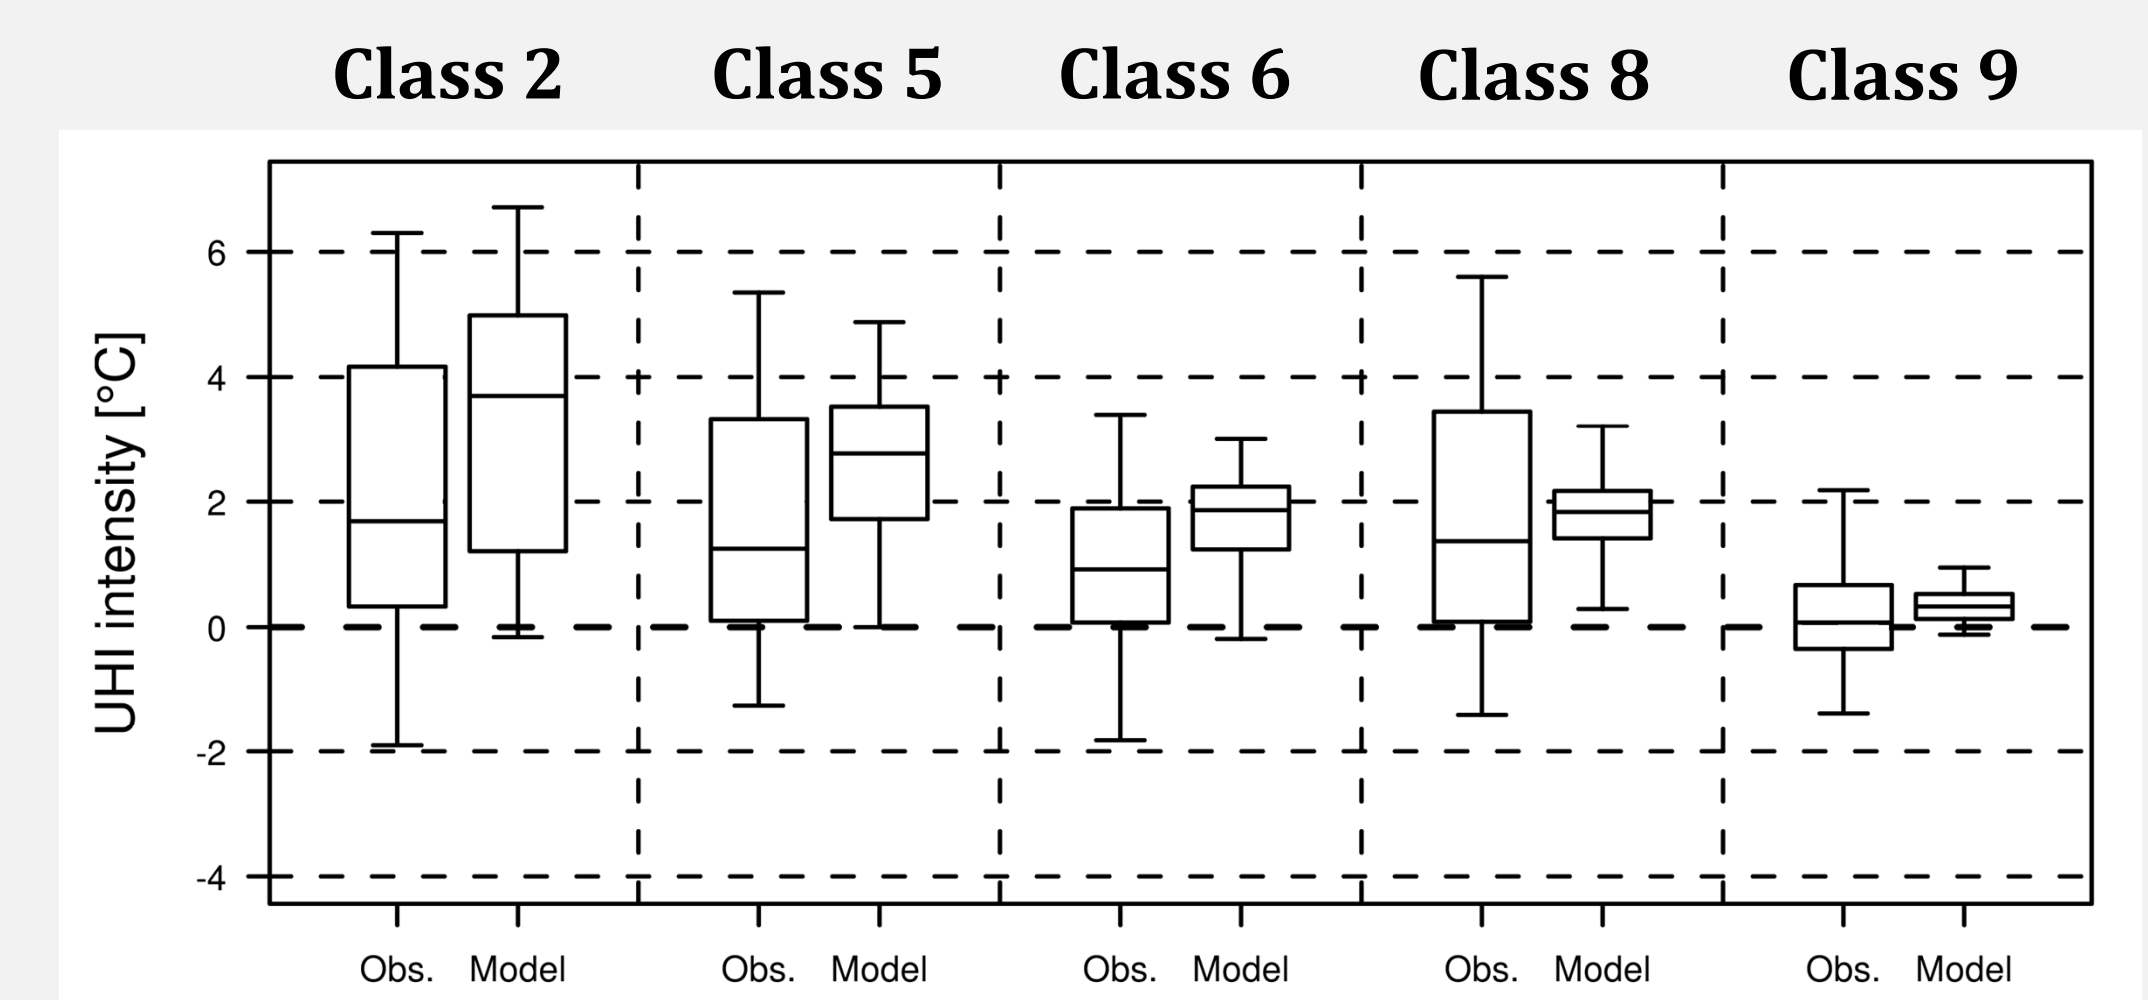 Class 2 Class 5 Class 6 Class 8 Class 9
UHI intensity [°C]
6
4
2
0
-2
-4
Obs. Model Obs. Model Obs. Model Obs. Model Obs. Model